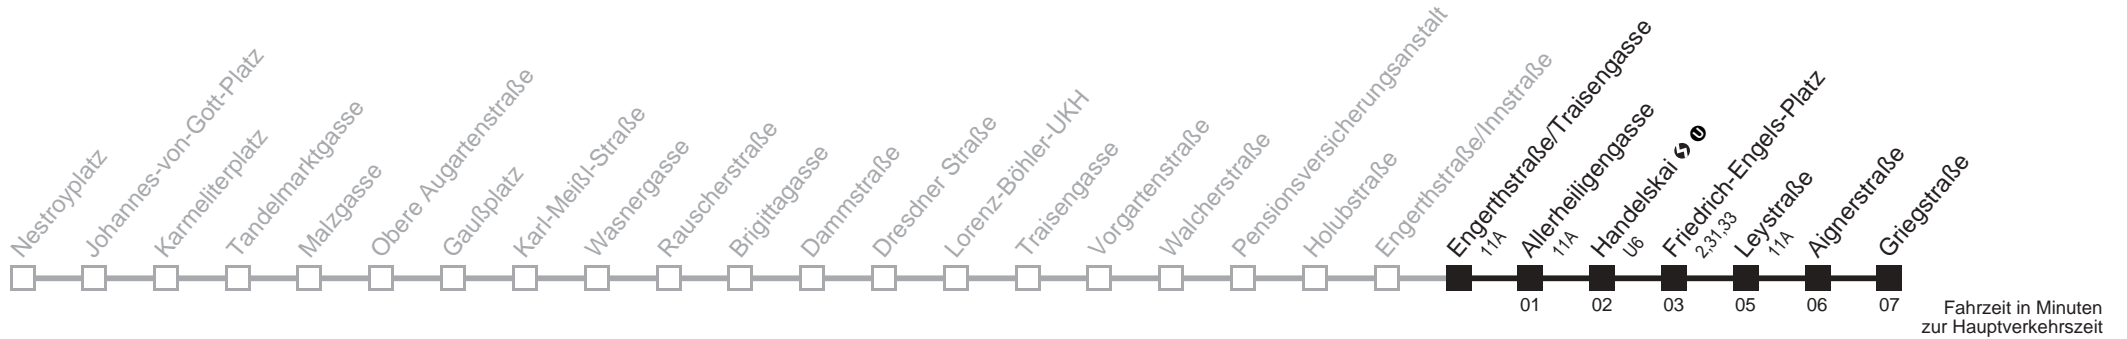 Nestroyplatz
Johannes-von-Gott-Platz
Karmeliterplatz
Tandelmarktgasse
Malzgasse
Obere Augartenstraße
Gaußplatz
Karl-Meißl-Straße
Wasnergasse
Rauscherstraße
Brigittagasse
Dammstraße
Dresdner Straße
Lorenz-Böhler-UKH
Traisengasse
Vorgartenstraße
Walcherstraße
Pensionsversicherungsanstalt
Holubstraße
Engerthstraße/Innstraße
Engerthstraße/Traisengasse
11A
Allerheiligengasse
11A
Handelskai S U
U6
Friedrich-Engels-Platz
2,31,33
Leystraße
11A
Aignerstraße
Griegstraße
01 02 03 05 06 07
Fahrzeit in Minuten
zur Hauptverkehrszeit